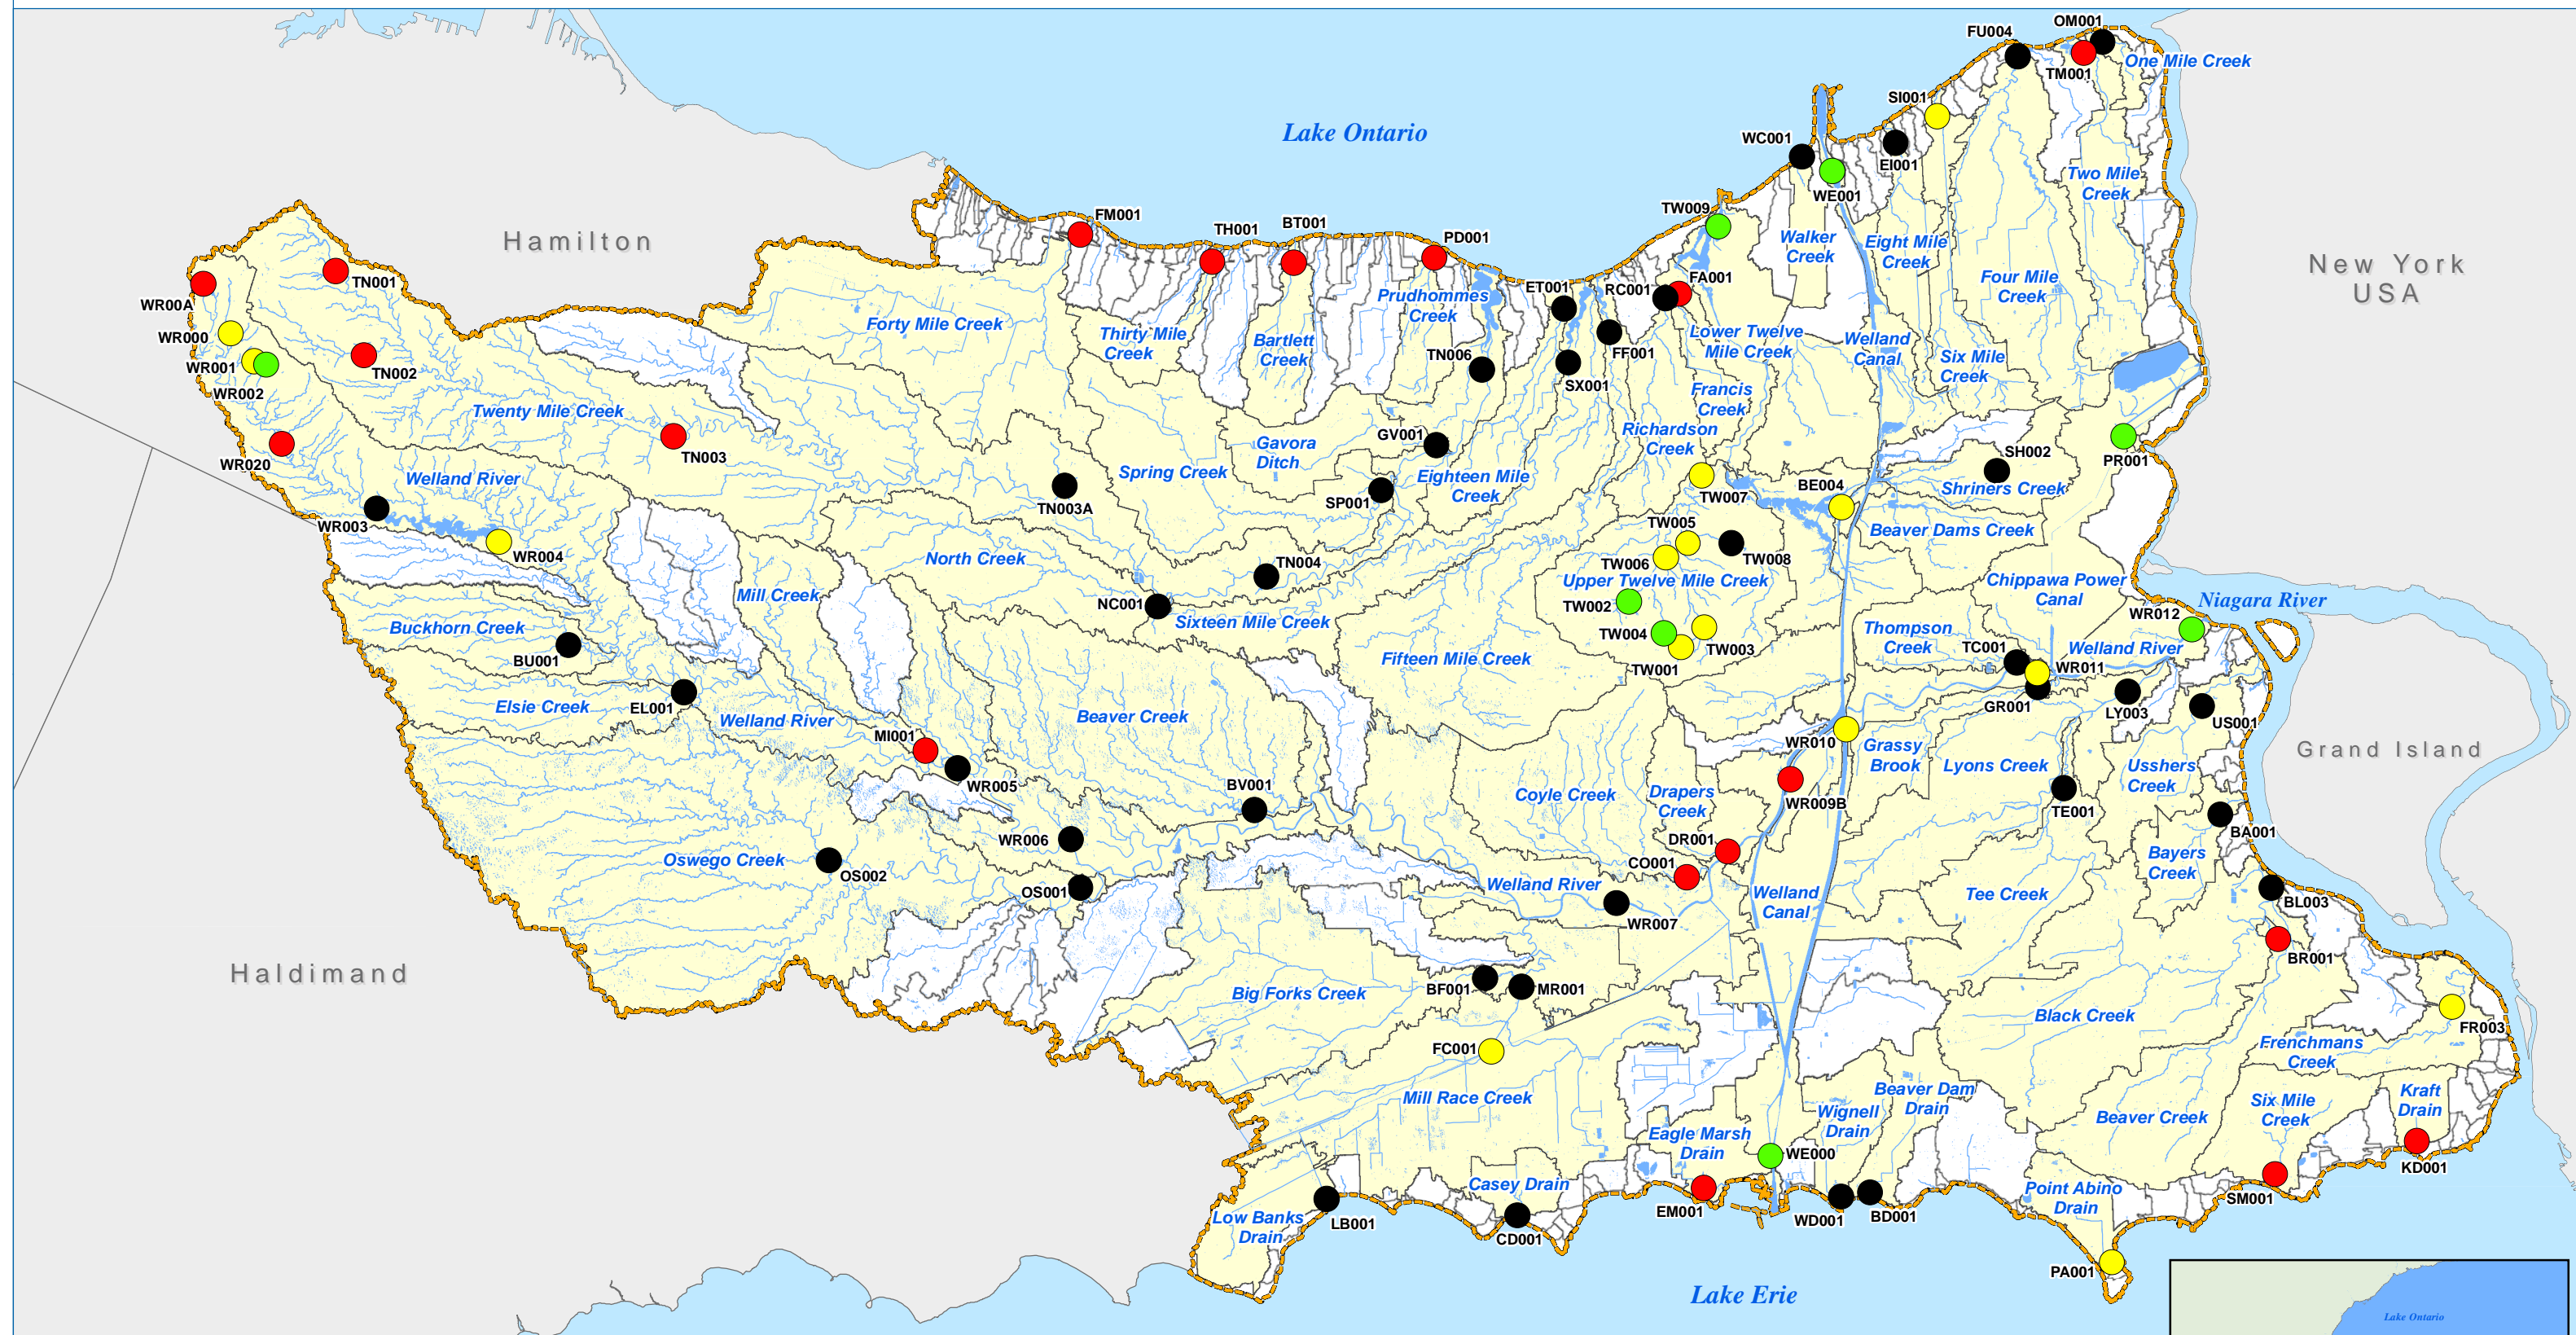 OM001
FU004
One Mile Creek
TM001
SI001
Lake Ontario
WC001
EI001
Two Mile
Creek
WE001
FM001
TW009
TH001
BT001
PD001
Hamilton
Walker
Creek
Eight Mile
Creek
New York
USA
TN001
WR00A
FA001
Four Mile
Creek
ET001
RC001
Prudhommes
Creek
Forty Mile Creek
Thirty Mile
Creek
Bartlett
Creek
Lower Twelve
Mile Creek
Welland
Canal
WR000
FF001
TN006
Six Mile
Creek
WR001
TN002
SX001
WR002
Francis
Creek
Twenty Mile Creek
Richardson
Creek
GV001
Gavora
Ditch
SH002
TN003
PR001
WR020
Spring Creek
Eighteen Mile
Creek
Welland River
BE004
Shriners Creek
TW007
SP001
TN003A
WR003
TW005
Beaver Dams Creek
WR004
North Creek
TW008
TN004
TW006
Upper Twelve Mile Creek
Chippawa Power
Canal
Mill Creek
Niagara River
NC001
TW002
WR012
Sixteen Mile Creek
Buckhorn Creek
TW004
Thompson
Creek
TC001
Welland River
BU001
Fifteen Mile Creek
TW003
TW001
WR011
Elsie Creek
EL001
GR001
LY003
Welland River
Beaver Creek
US001
MI001
WR010
Grassy
Brook
Grand Island
Lyons Creek
Usshers
Creek
WR005
BV001
Coyle Creek
Drapers
Creek
WR009B
TE001
WR006
BA001
DR001
Oswego Creek
CO001
Bayers
Creek
OS002
OS001
Welland River
Welland
Canal
Tee Creek
BL003
WR007
BR001
Haldimand
BF001
MR001
Big Forks Creek
Black Creek
FR003
FC001
Frenchmans
Creek
Mill Race Creek
Beaver Dam
Drain
Wignell
Drain
Kraft
Drain
Six Mile
Creek
Beaver Creek
Eagle Marsh
Drain
WE000
KD001
Casey Drain
Point Abino
Drain
SM001
EM001
Low Banks
Drain
LB001
WD001
BD001
CD001
PA001
Lake Erie
Lake Ontario